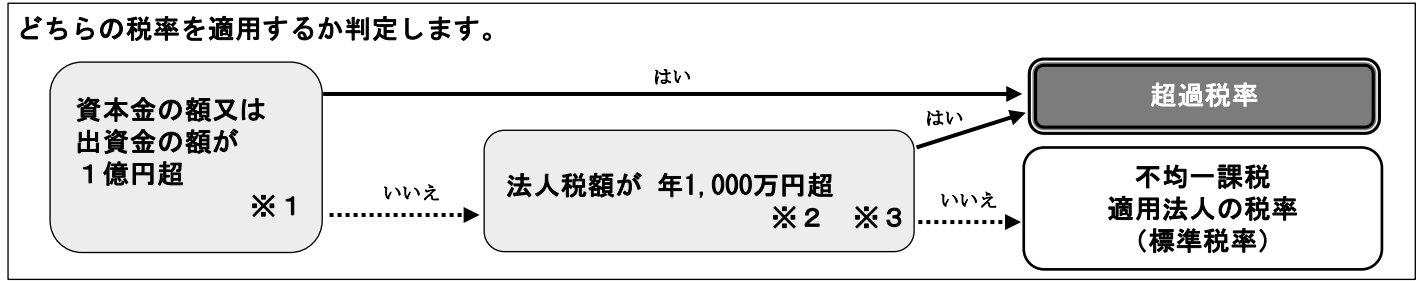 どちらの税率を適用するか判定します。
資本金の額又は
出資金の額が
１億円超
※１
はい
いいえ
法人税額が 年1,000万円超
※２ ※３
はい
いいえ
超過税率
不均一課税
適用法人の税率
（標準税率）